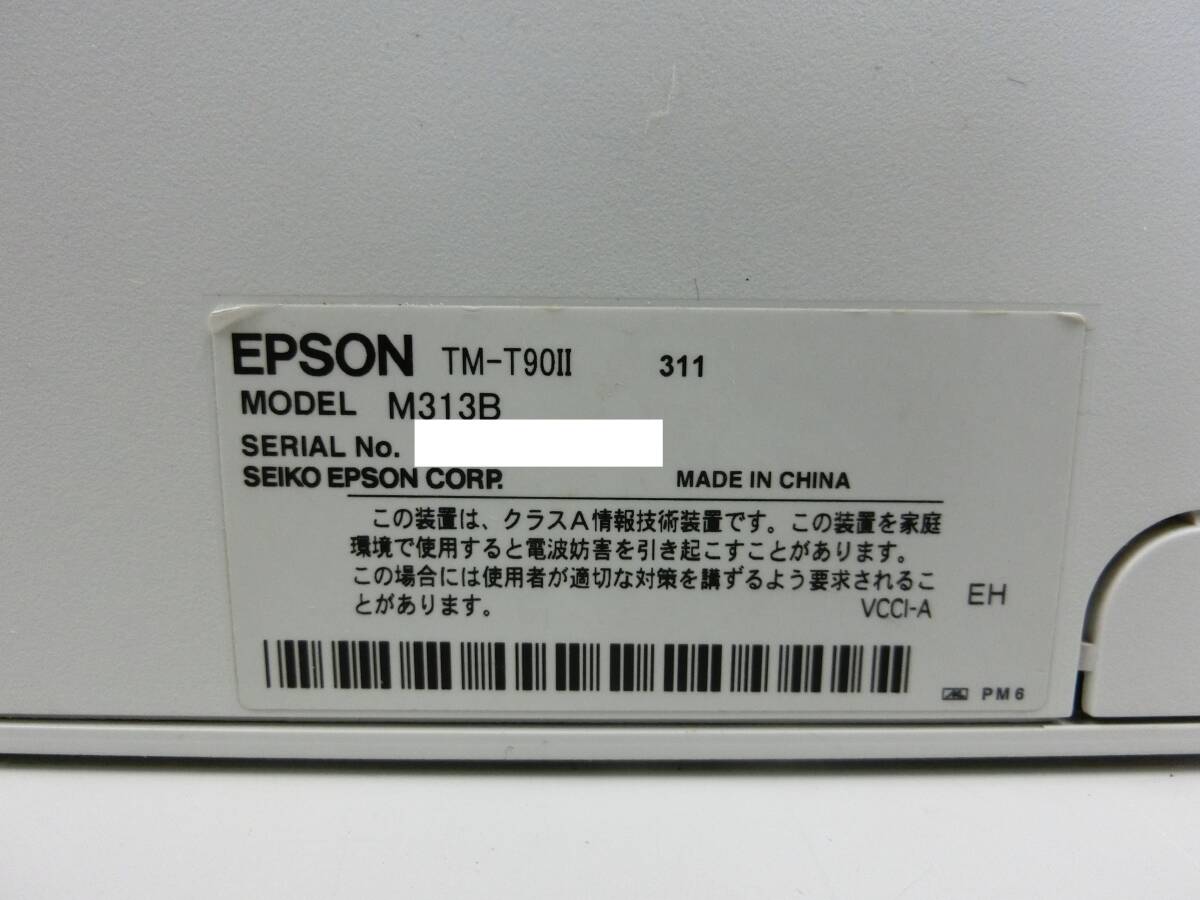 EPSON TM-T90II 311
MODEL M313B
SERIAL No.
SEIKO EPSON CORP. MADE IN CHINA
この装置は、クラスA情報技術装置です。この装置を家庭
環境で使用すると電波妨害を引き起こすことがあります。
この場合には使用者が適切な対策を講ずるよう要求されるこ
とがあります。 VCCI-A
EH
PM6